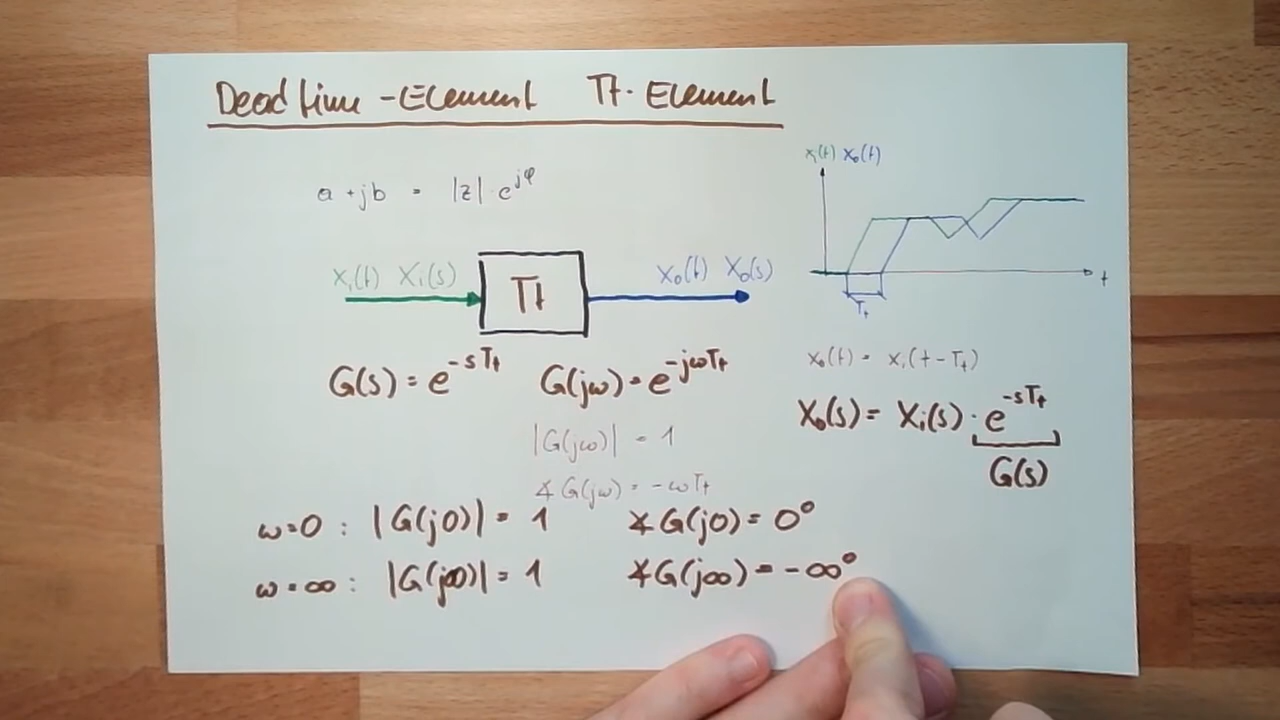 Dead time - Element Tt - Element
a + jb = |z| · e^jφ
xi(t) xo(t)
t
Tt
xi(t) Xi(s) Tt xo(t) Xo(s)
G(s) = e^-sTt G(jω) = e^-jωTt
|G(jω)| = 1
∡G(jω) = -ωTt
xo(t) = xi(t - Tt)
Xo(s) = Xi(s) · e^-sTt
G(s)
ω=0 : |G(j0)| = 1 ∡G(j0) = 0°
ω=∞ : |G(j∞)| = 1 ∡G(j∞) = -∞°